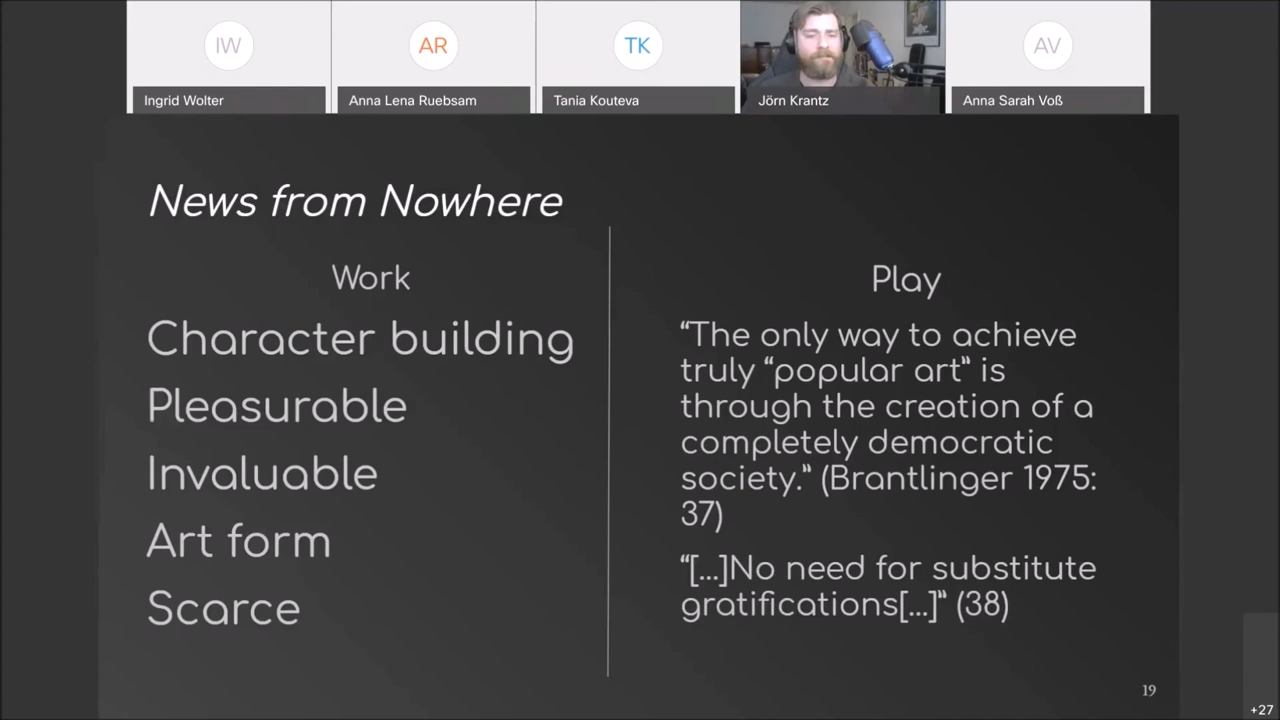 IW
AR
TK
AV
Ingrid Wolter
Anna Lena Ruebsam
Tania Kouteva
Jörn Krantz
Anna Sarah Voß
News from Nowhere
Work
Character building
Pleasurable
Invaluable
Art form
Scarce
Play
“The only way to achieve
truly “popular art” is
through the creation of a
completely democratic
society.” (Brantlinger 1975:
37)
“[...]No need for substitute
gratifications[...]” (38)
19
+27